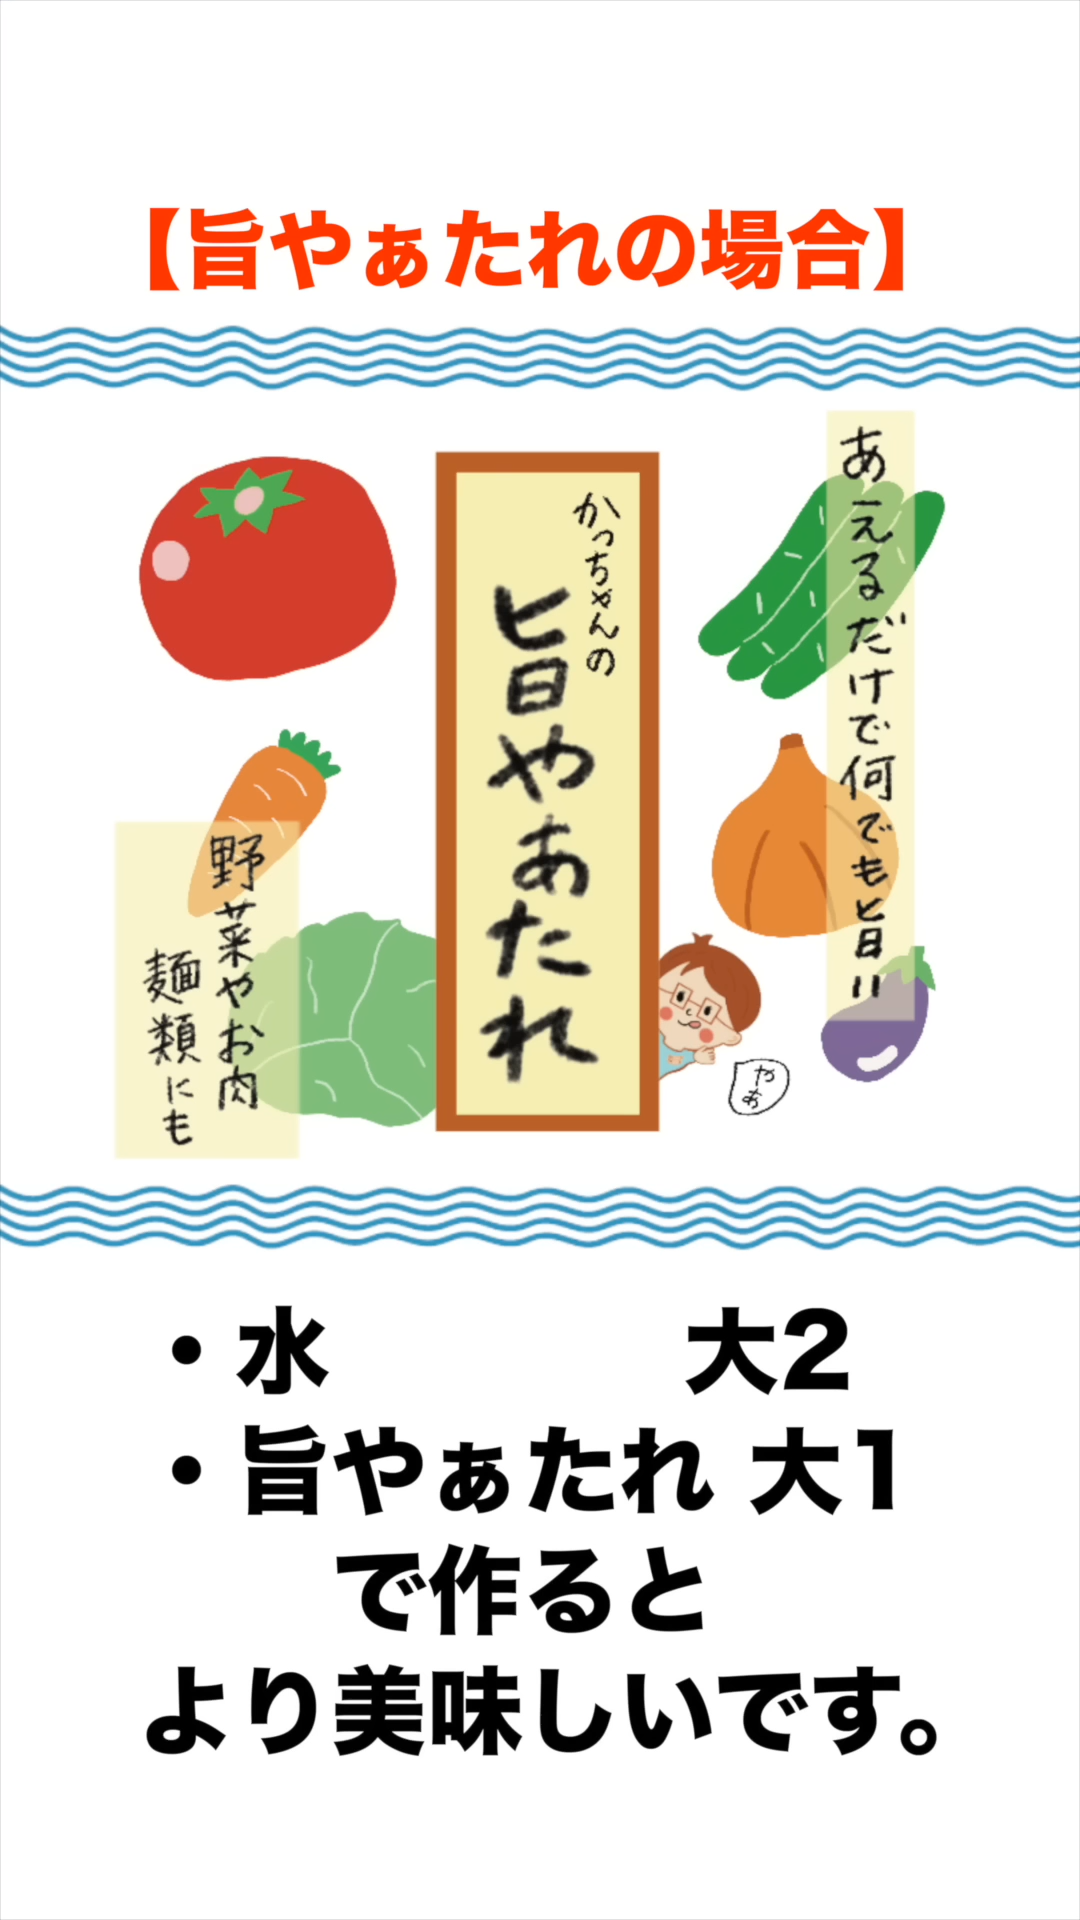 【旨やぁたれの場合】
あえるだけで何でも旨!!
かっちゃんの
旨やぁたれ
野菜やお肉
麺類にも
やぁ
・水 大2
・旨やぁたれ 大1
で作ると
より美味しいです。